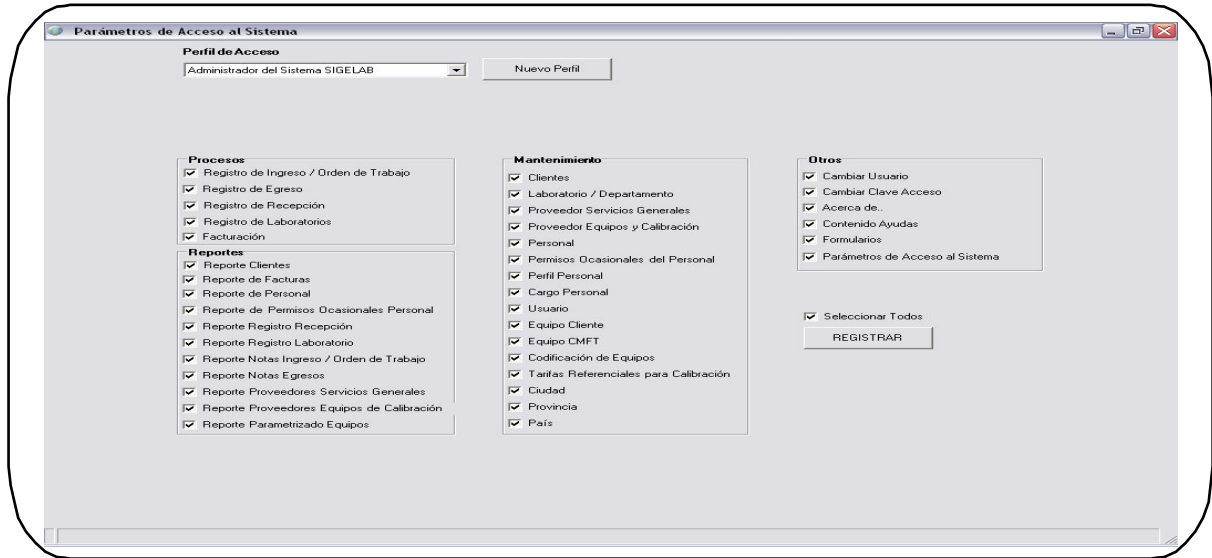 Parámetros de Acceso al Sistema
Perfil de Acceso
Administrador del Sistema SIGELAB
Nuevo Perfil
Procesos
Registro de Ingreso / Orden de Trabajo
Registro de Egreso
Registro de Recepción
Registro de Laboratorios
Facturación
Reportes
Reporte Clientes
Reporte de Facturas
Reporte de Personal
Reporte de Permisos Ocasionales Personal
Reporte Registro Recepción
Reporte Registro Laboratorio
Reporte Notas Ingreso / Orden de Trabajo
Reporte Notas Egresos
Reporte Proveedores Servicios Generales
Reporte Proveedores Equipos de Calibración
Reporte Parametrizado Equipos
Mantenimiento
Clientes
Laboratorio / Departamento
Proveedor Servicios Generales
Proveedor Equipos y Calibración
Personal
Permisos Ocasionales del Personal
Perfil Personal
Cargo Personal
Usuario
Equipo Cliente
Equipo CMFT
Codificación de Equipos
Tarifas Referenciales para Calibración
Ciudad
Provincia
País
Otros
Cambiar Usuario
Cambiar Clave Acceso
Acerca de..
Contenido Ayudas
Formularios
Parámetros de Acceso al Sistema
Seleccionar Todos
REGISTRAR